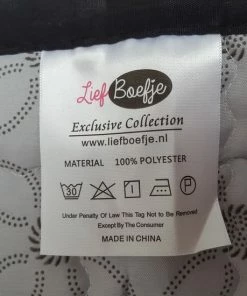 Lief Boefje
Exclusive Collection
www.liefboefje.nl
MATERIAL 100% POLYESTER
30
Under Penalty Of Law This Tag Not to Be Removed
Except By The Consumer
MADE IN CHINA